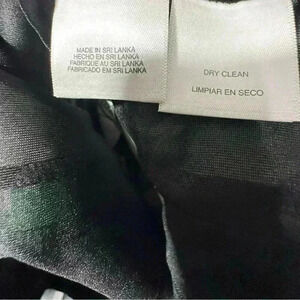 MADE IN SRI LANKA
HECHO EN SRI LANKA
FABRIQUE AU SRI LANKA
FABRICADO EM SRI LANKA
DRY CLEAN
LIMPIAR EN SECO